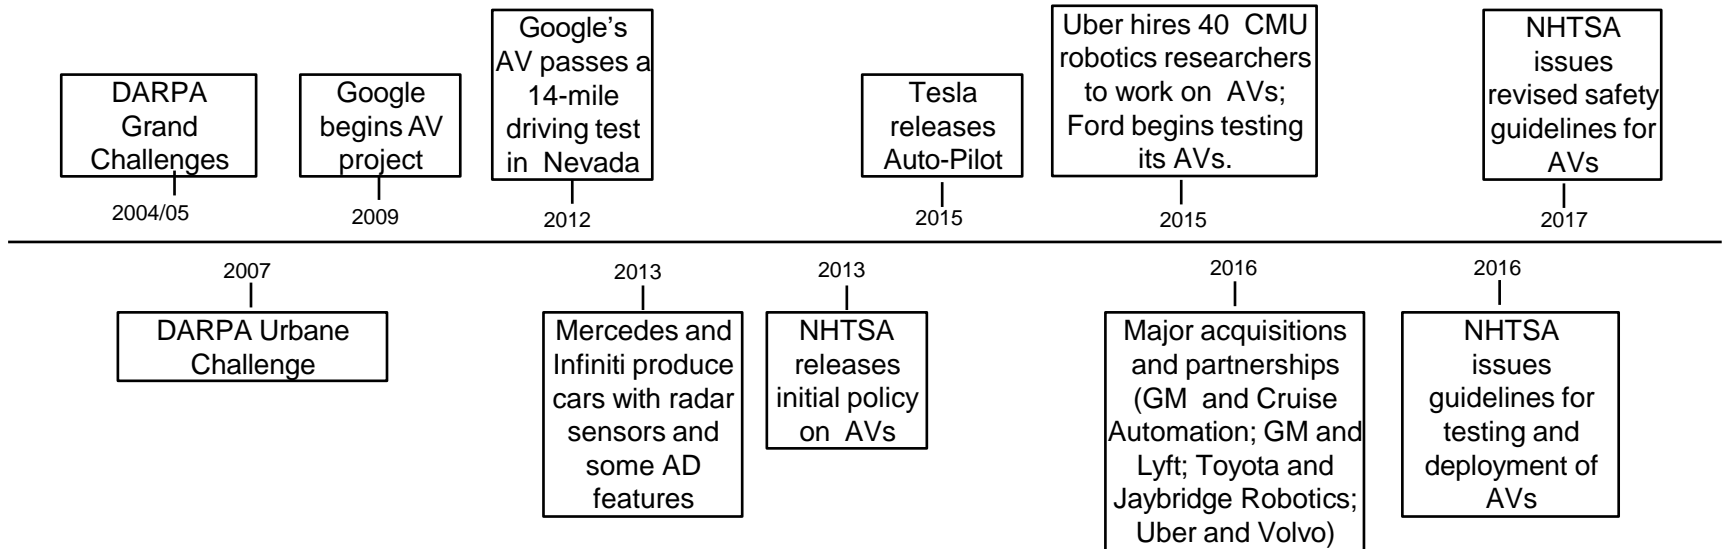 DARPA
Grand
Challenges
2004/05
Google
begins AV
project
2009
Google's
AV passes a
14-mile
driving test
in Nevada
2012
Tesla
releases
Auto-Pilot
2015
Uber hires 40 CMU
robotics researchers
to work on AVs;
Ford begins testing
its AVs.
2015
NHTSA
issues
revised safety
guidelines for
AVs
2017
2007
DARPA Urbane
Challenge
2013
Mercedes and
Infiniti produce
cars with radar
sensors and
some AD
features
2013
NHTSA
releases
initial policy
on AVs
2016
Major acquisitions
and partnerships
(GM and Cruise
Automation; GM and
Lyft; Toyota and
Jaybridge Robotics;
Uber and Volvo)
2016
NHTSA
issues
guidelines for
testing and
deployment of
AVs